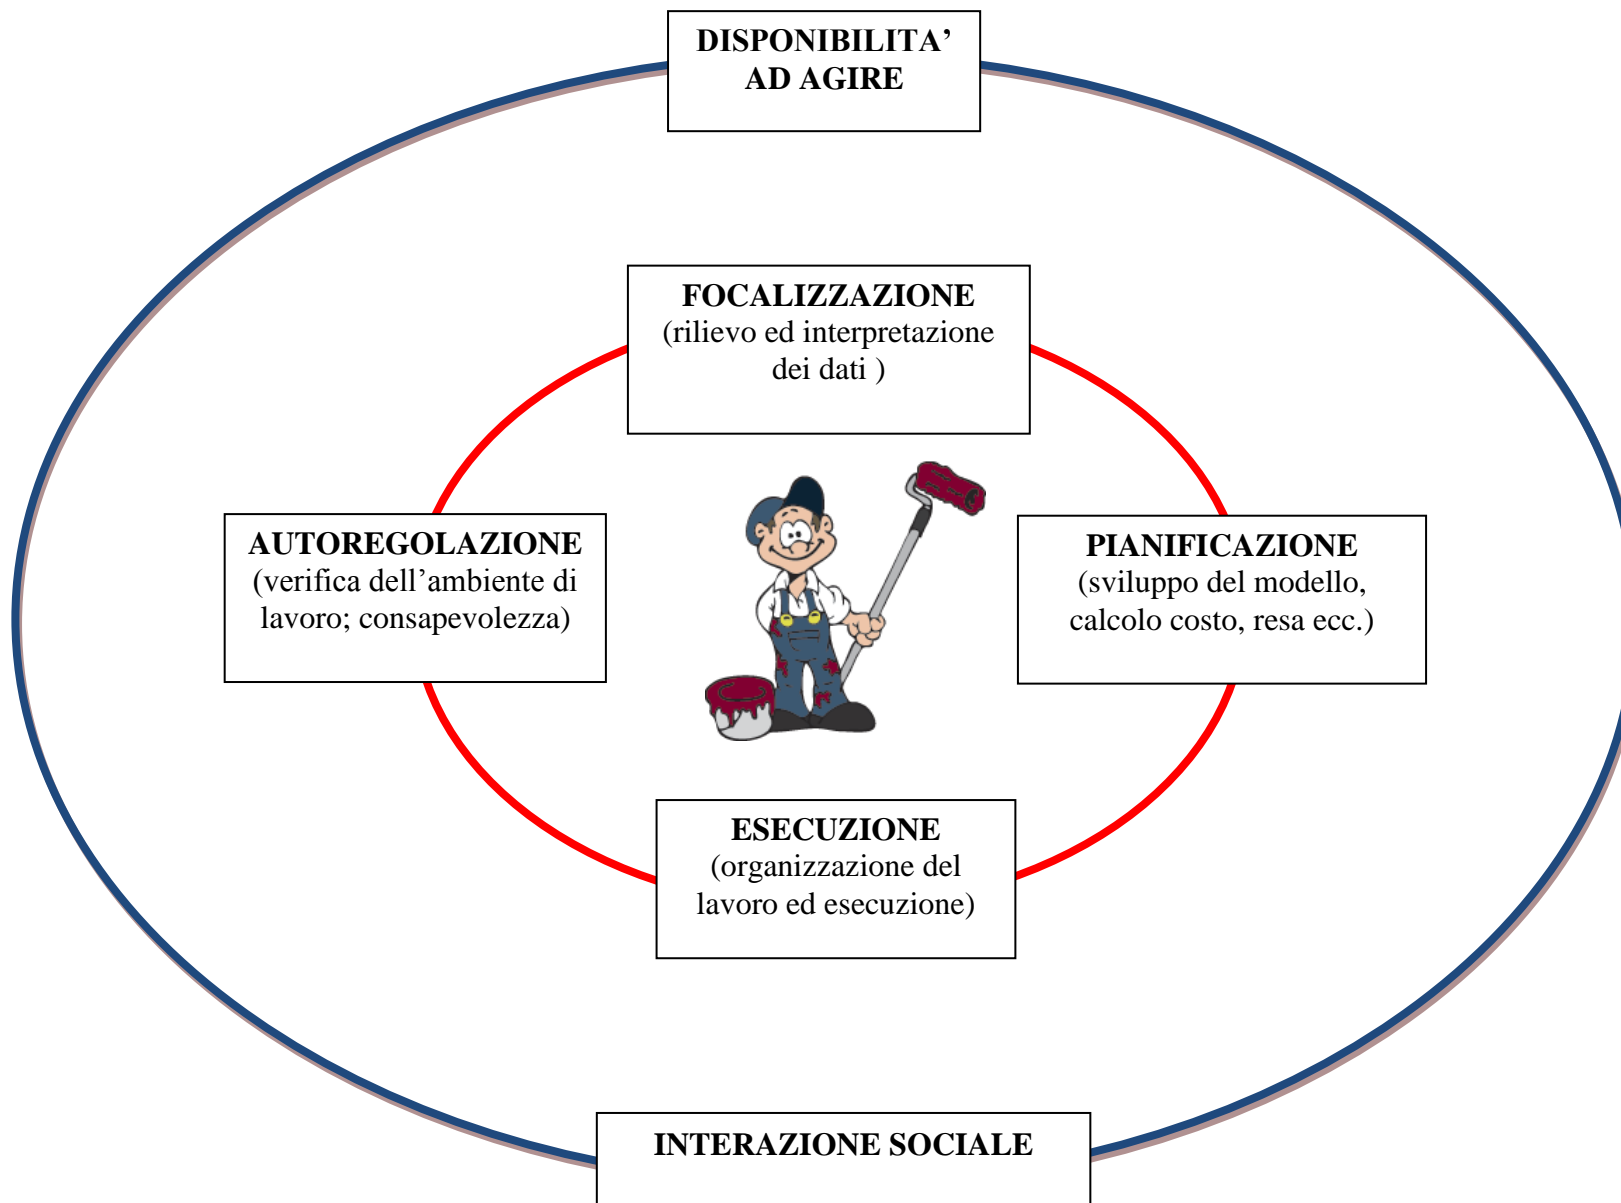 DISPONIBILITA’
AD AGIRE
FOCALIZZAZIONE
(rilievo ed interpretazione
dei dati )
AUTOREGOLAZIONE
(verifica dell’ambiente di
lavoro; consapevolezza)
PIANIFICAZIONE
(sviluppo del modello,
calcolo costo, resa ecc.)
ESECUZIONE
(organizzazione del
lavoro ed esecuzione)
INTERAZIONE SOCIALE